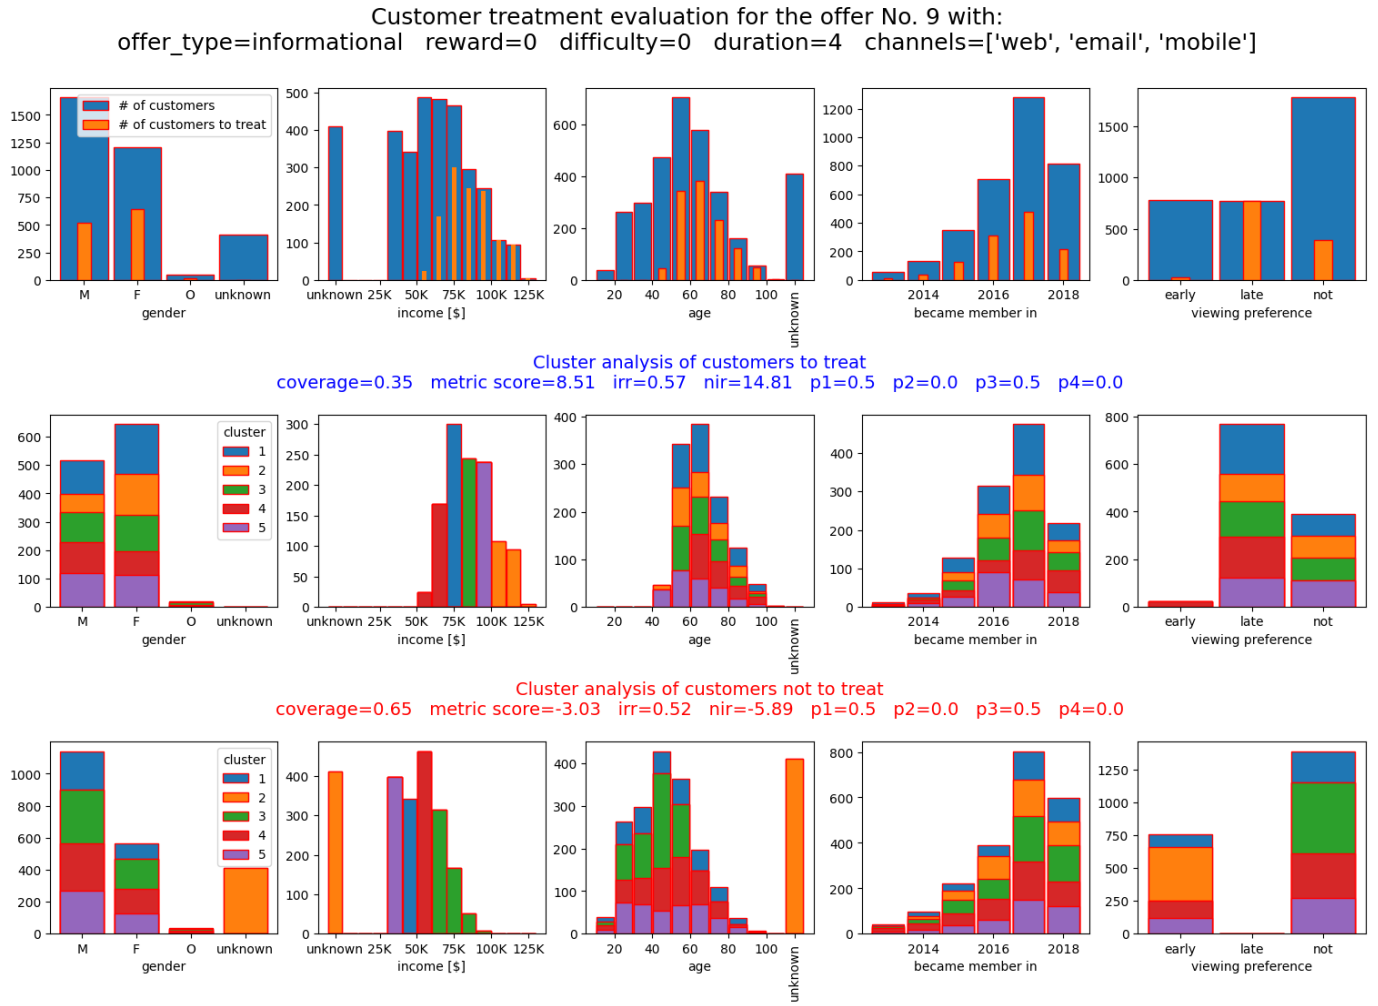 Customer treatment evaluation for the offer No. 9 with:
offer_type=informational reward=0 difficulty=0 duration=4 channels=['web', 'email', 'mobile']
# of customers
# of customers to treat
1750
1500
1250
1000
750
500
250
0
M F O unknown
gender
500
400
300
200
100
0
unknown 25K 50K 75K 100K 125K
income [$]
600
400
200
0
20 40 60 80 100 unknown
age
1200
1000
800
600
400
200
0
2014 2016 2018
became member in
1500
1000
500
0
early late not
viewing preference
Cluster analysis of customers to treat
coverage=0.35 metric score=8.51 irr=0.57 nir=14.81 p1=0.5 p2=0.0 p3=0.5 p4=0.0
cluster
1
2
3
4
5
600
500
400
300
200
100
0
M F O unknown
gender
300
250
200
150
100
50
0
unknown 25K 50K 75K 100K 125K
income [$]
400
300
200
100
0
20 40 60 80 100 unknown
age
400
300
200
100
0
2014 2016 2018
became member in
800
600
400
200
0
early late not
viewing preference
Cluster analysis of customers not to treat
coverage=0.65 metric score=-3.03 irr=0.52 nir=-5.89 p1=0.5 p2=0.0 p3=0.5 p4=0.0
cluster
1
2
3
4
5
1000
800
600
400
200
0
M F O unknown
gender
400
300
200
100
0
unknown 25K 50K 75K 100K 125K
income [$]
400
300
200
100
0
20 40 60 80 100 unknown
age
800
600
400
200
0
2014 2016 2018
became member in
1250
1000
750
500
250
0
early late not
viewing preference